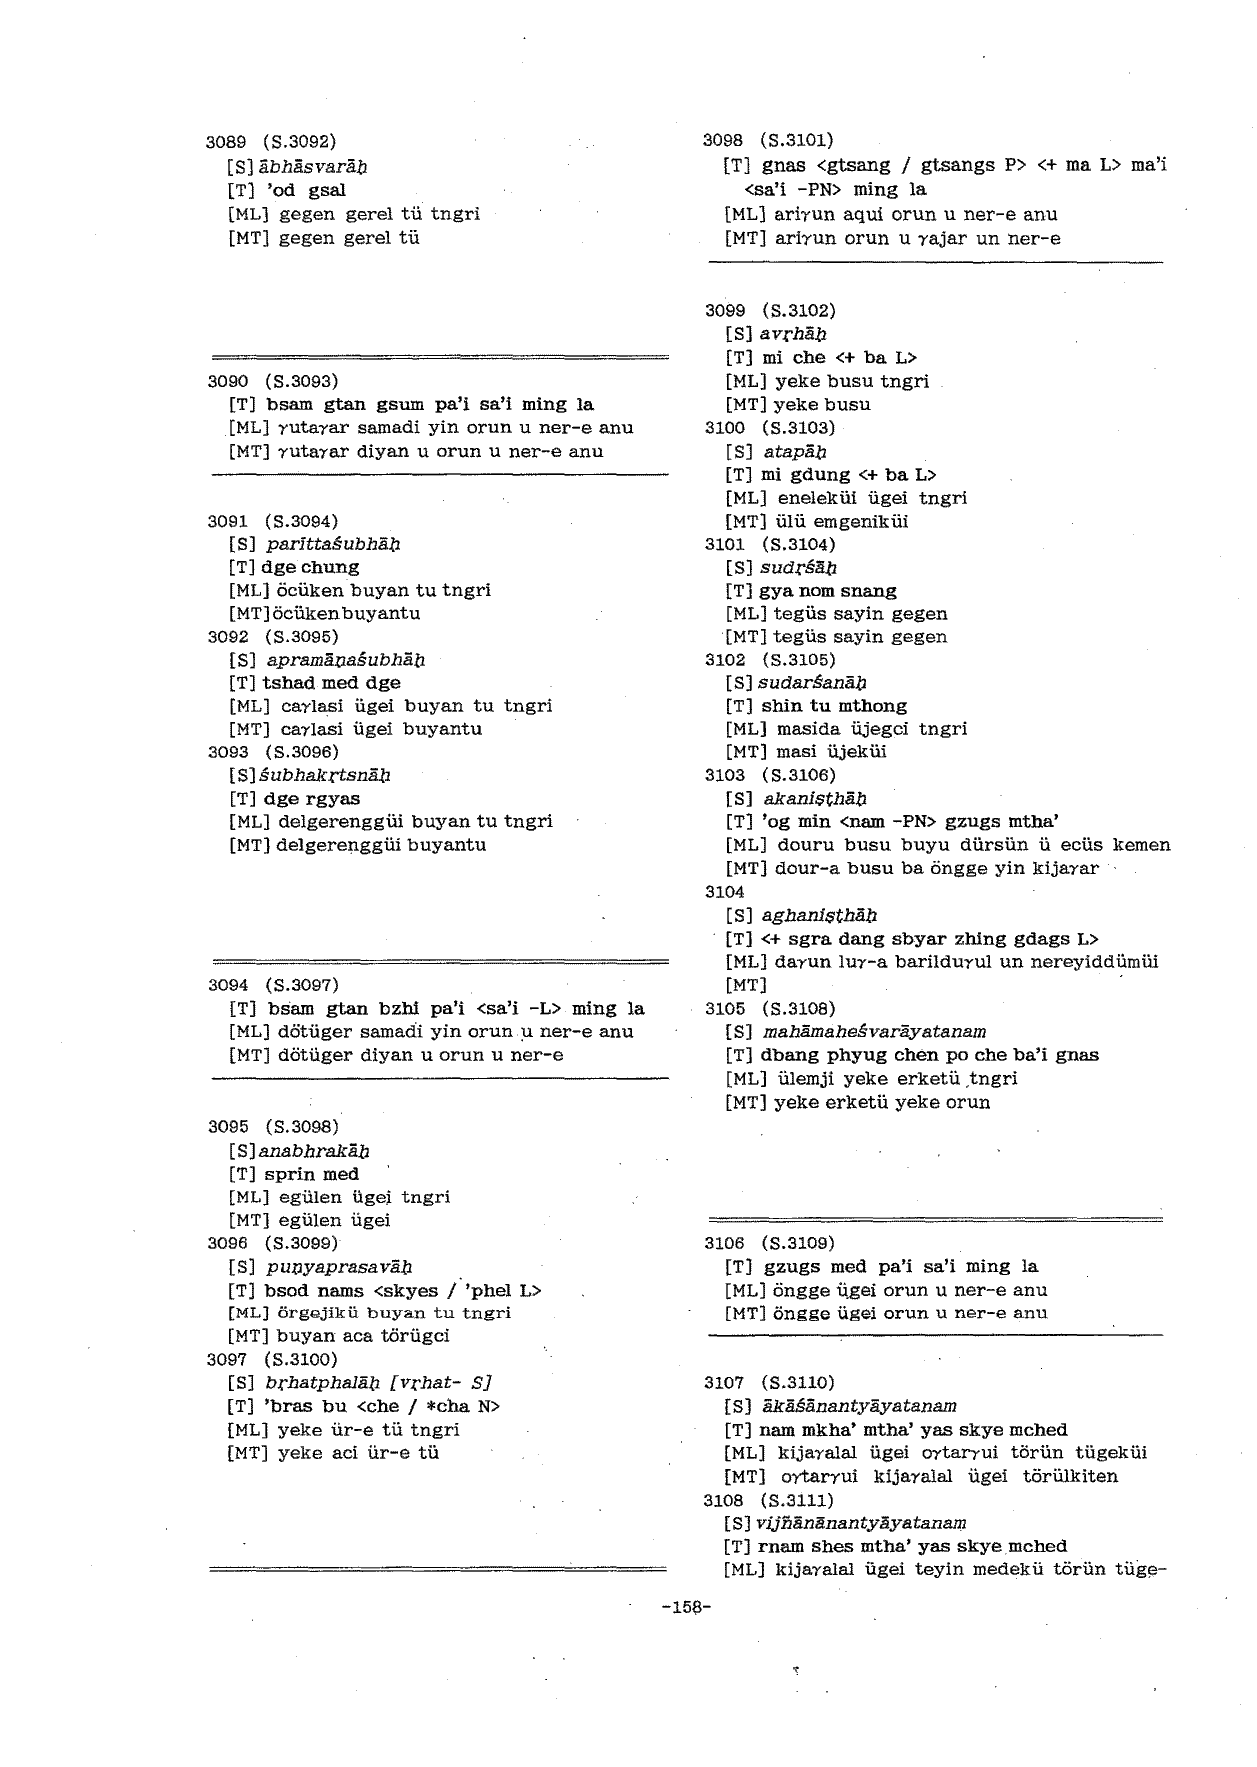 3089 (S.3092)
[S] ābhāsvarāḥ
[T] 'od gsal
[ML] gegen gerel tü tngri
[MT] gegen gerel tü
3090 (S.3093)
[T] bsam gtan gsum pa'i sa'i ming la
[ML] γutaγar samadi yin orun u ner-e anu
[MT] γutaγar diyan u orun u ner-e anu
3091 (S.3094)
[S] parīttaśubhāḥ
[T] dge chung
[ML] öcüken buyan tu tngri
[MT] öcüken buyantu
3092 (S.3095)
[S] apramāṇaśubhāḥ
[T] tshad med dge
[ML] caγlasi ügei buyan tu tngri
[MT] caγlasi ügei buyantu
3093 (S.3096)
[S] śubhakṛtsnāḥ
[T] dge rgyas
[ML] delgerenggüi buyan tu tngri
[MT] delgerenggüi buyantu
3094 (S.3097)
[T] bsam gtan bzhi pa'i <sa'i -L> ming la
[ML] dötüger samadi yin orun u ner-e anu
[MT] dötüger diyan u orun u ner-e
3095 (S.3098)
[S] anabhrakāḥ
[T] sprin med
[ML] egülen ügei tngri
[MT] egülen ügei
3096 (S.3099)
[S] puṇyaprasavāḥ
[T] bsod nams <skyes / 'phel L>
[ML] örgejikü buyan tu tngri
[MT] buyan aca törügci
3097 (S.3100)
[S] bṛhatphalāḥ [vṛhat- S]
[T] 'bras bu <che / *cha N>
[ML] yeke ür-e tü tngri
[MT] yeke aci ür-e tü
3098 (S.3101)
[T] gnas <gtsang / gtsangs P> <+ ma L> ma'i
<sa'i -PN> ming la
[ML] ariγun aqui orun u ner-e anu
[MT] ariγun orun u γajar un ner-e
3099 (S.3102)
[S] avṛhāḥ
[T] mi che <+ ba L>
[ML] yeke busu tngri
[MT] yeke busu
3100 (S.3103)
[S] atapāḥ
[T] mi gdung <+ ba L>
[ML] eneleküi ügei tngri
[MT] ülü emgeniküi
3101 (S.3104)
[S] sudṛśāḥ
[T] gya nom snang
[ML] tegüs sayin gegen
[MT] tegüs sayin gegen
3102 (S.3105)
[S] sudarśanāḥ
[T] shin tu mthong
[ML] masida üjegci tngri
[MT] masi üjeküi
3103 (S.3106)
[S] akaniṣṭhāḥ
[T] 'og min <nam -PN> gzugs mtha'
[ML] douru busu buyu dürsün ü ecüs kemen
[MT] dour-a busu ba öngge yin kijaγar
3104
[S] aghaniṣṭhāḥ
[T] <+ sgra dang sbyar zhing gdags L>
[ML] daγun luγ-a barilduγul un nereyiddümüi
[MT]
3105 (S.3108)
[S] mahāmaheśvarāyatanam
[T] dbang phyug chen po che ba'i gnas
[ML] ülemji yeke erketü tngri
[MT] yeke erketü yeke orun
3106 (S.3109)
[T] gzugs med pa'i sa'i ming la
[ML] öngge ügei orun u ner-e anu
[MT] öngge ügei orun u ner-e anu
3107 (S.3110)
[S] ākāśānantyāyatanam
[T] nam mkha' mtha' yas skye mched
[ML] kijaγalal ügei oγtarγui törün tügeküi
[MT] oγtarγui kijaγalal ügei törülkiten
3108 (S.3111)
[S] vijñānānantyāyatanam
[T] rnam shes mtha' yas skye mched
[ML] kijaγalal ügei teyin medekü törün tüge-
-158-